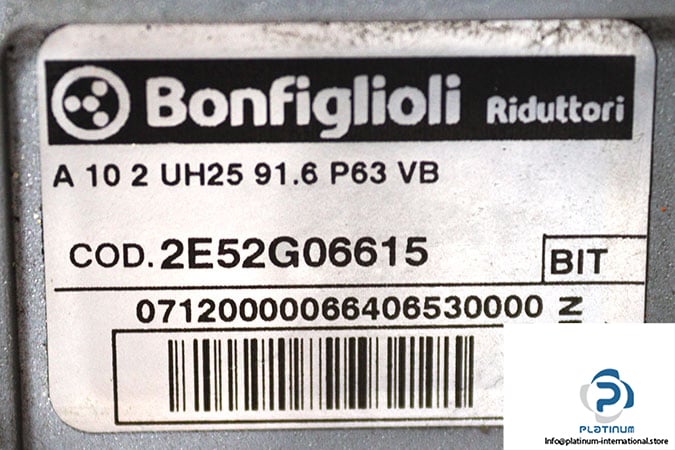 Bonfiglioli Riduttori
A 10 2 UH25 91.6 P63 VB
COD. 2E52G06615
BIT
07120000066406530000
PLATINUM
Info@platinum-international.store